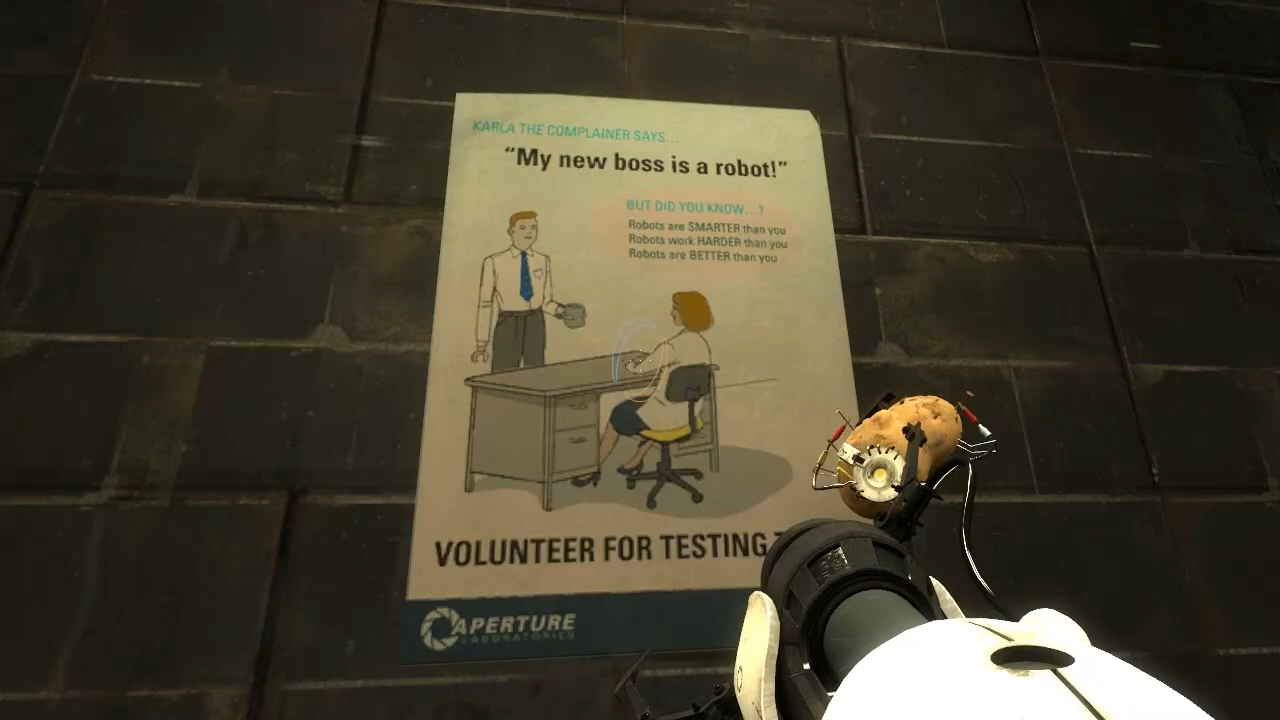 KARLA THE COMPLAINER SAYS...
"My new boss is a robot!"
BUT DID YOU KNOW...?
Robots are SMARTER than you
Robots work HARDER than you
Robots are BETTER than you
VOLUNTEER FOR TESTING
APERTURE
LABORATORIES